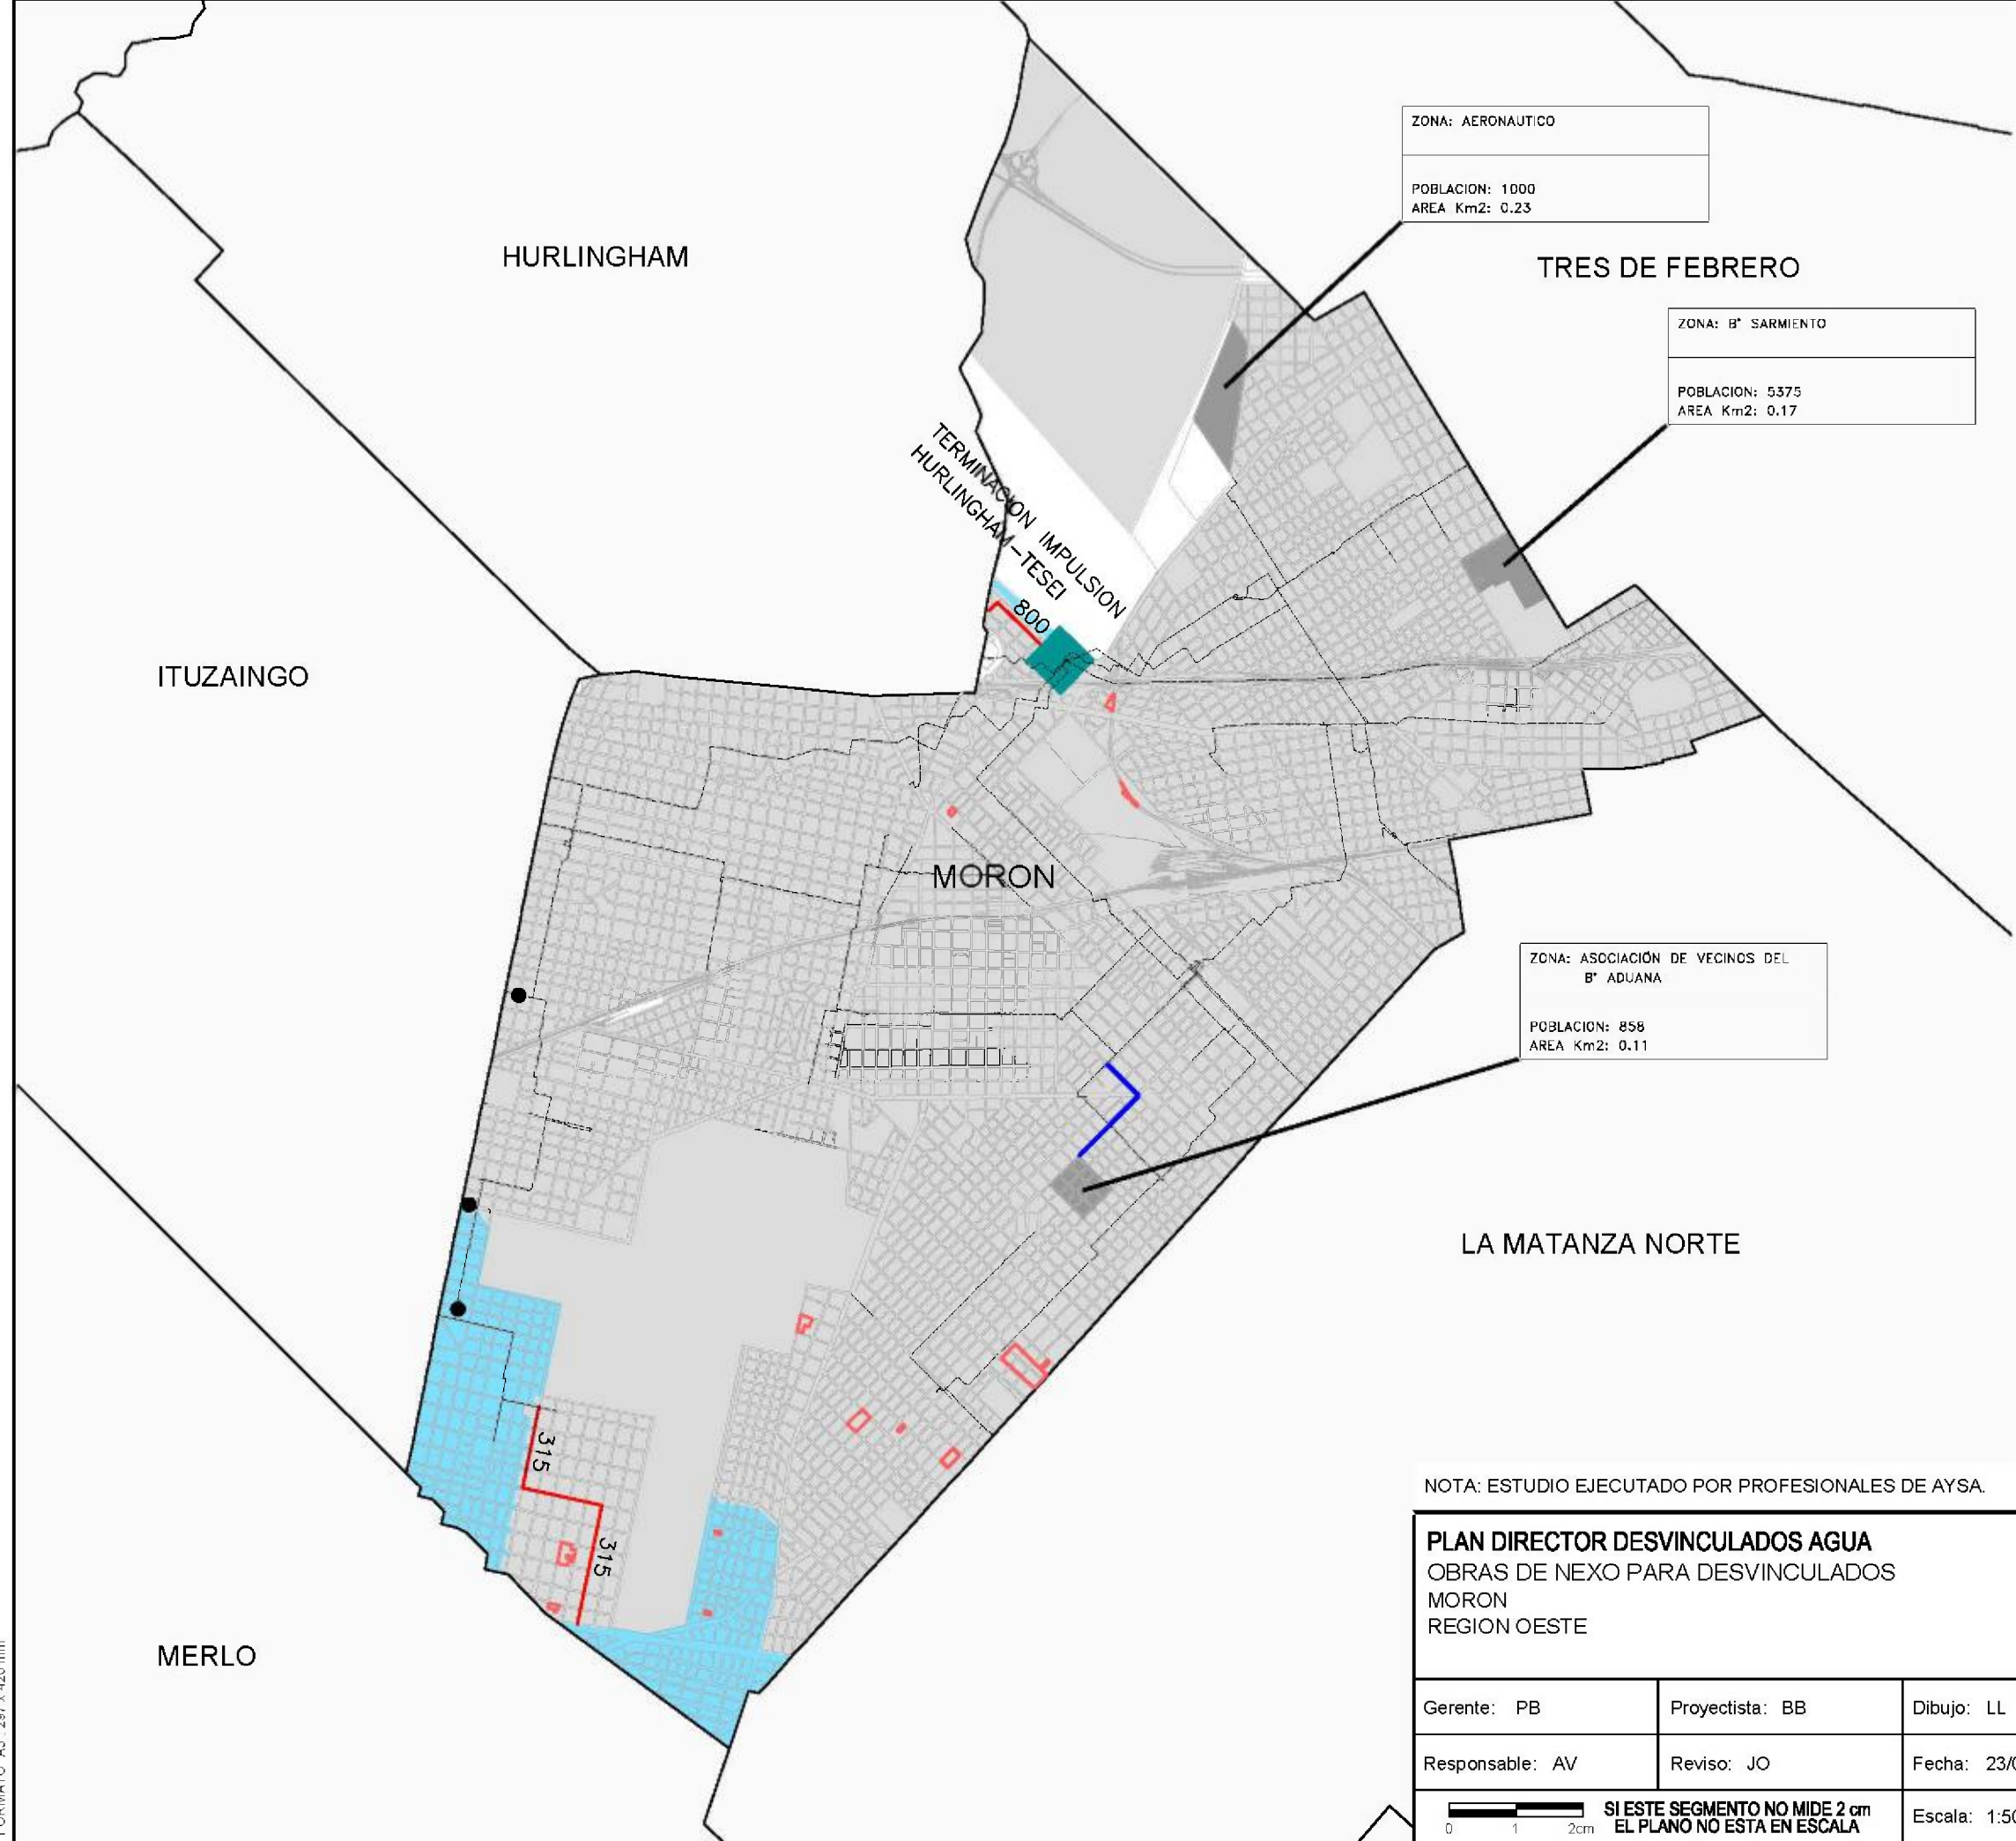 HURLINGHAM
ZONA: AERONAUTICO
POBLACION: 1000
AREA Km2: 0.23
TRES DE FEBRERO
ZONA: B° SARMIENTO
POBLACION: 5375
AREA Km2: 0.17
TERMINACION IMPULSION
HURLINGHAM-TESEI
800
ITUZAINGO
MORON
ZONA: ASOCIACIÓN DE VECINOS DEL
B° ADUANA
POBLACION: 858
AREA Km2: 0.11
LA MATANZA NORTE
315
315
MERLO
NOTA: ESTUDIO EJECUTADO POR PROFESIONALES DE AYSA.
PLAN DIRECTOR DESVINCULADOS AGUA
OBRAS DE NEXO PARA DESVINCULADOS
MORON
REGION OESTE
Gerente: PB
Proyectista: BB
Dibujo: LL
Responsable: AV
Reviso: JO
Fecha: 23/0
0 1 2cm
SI ESTE SEGMENTO NO MIDE 2 cm
EL PLANO NO ESTA EN ESCALA
Escala: 1:50